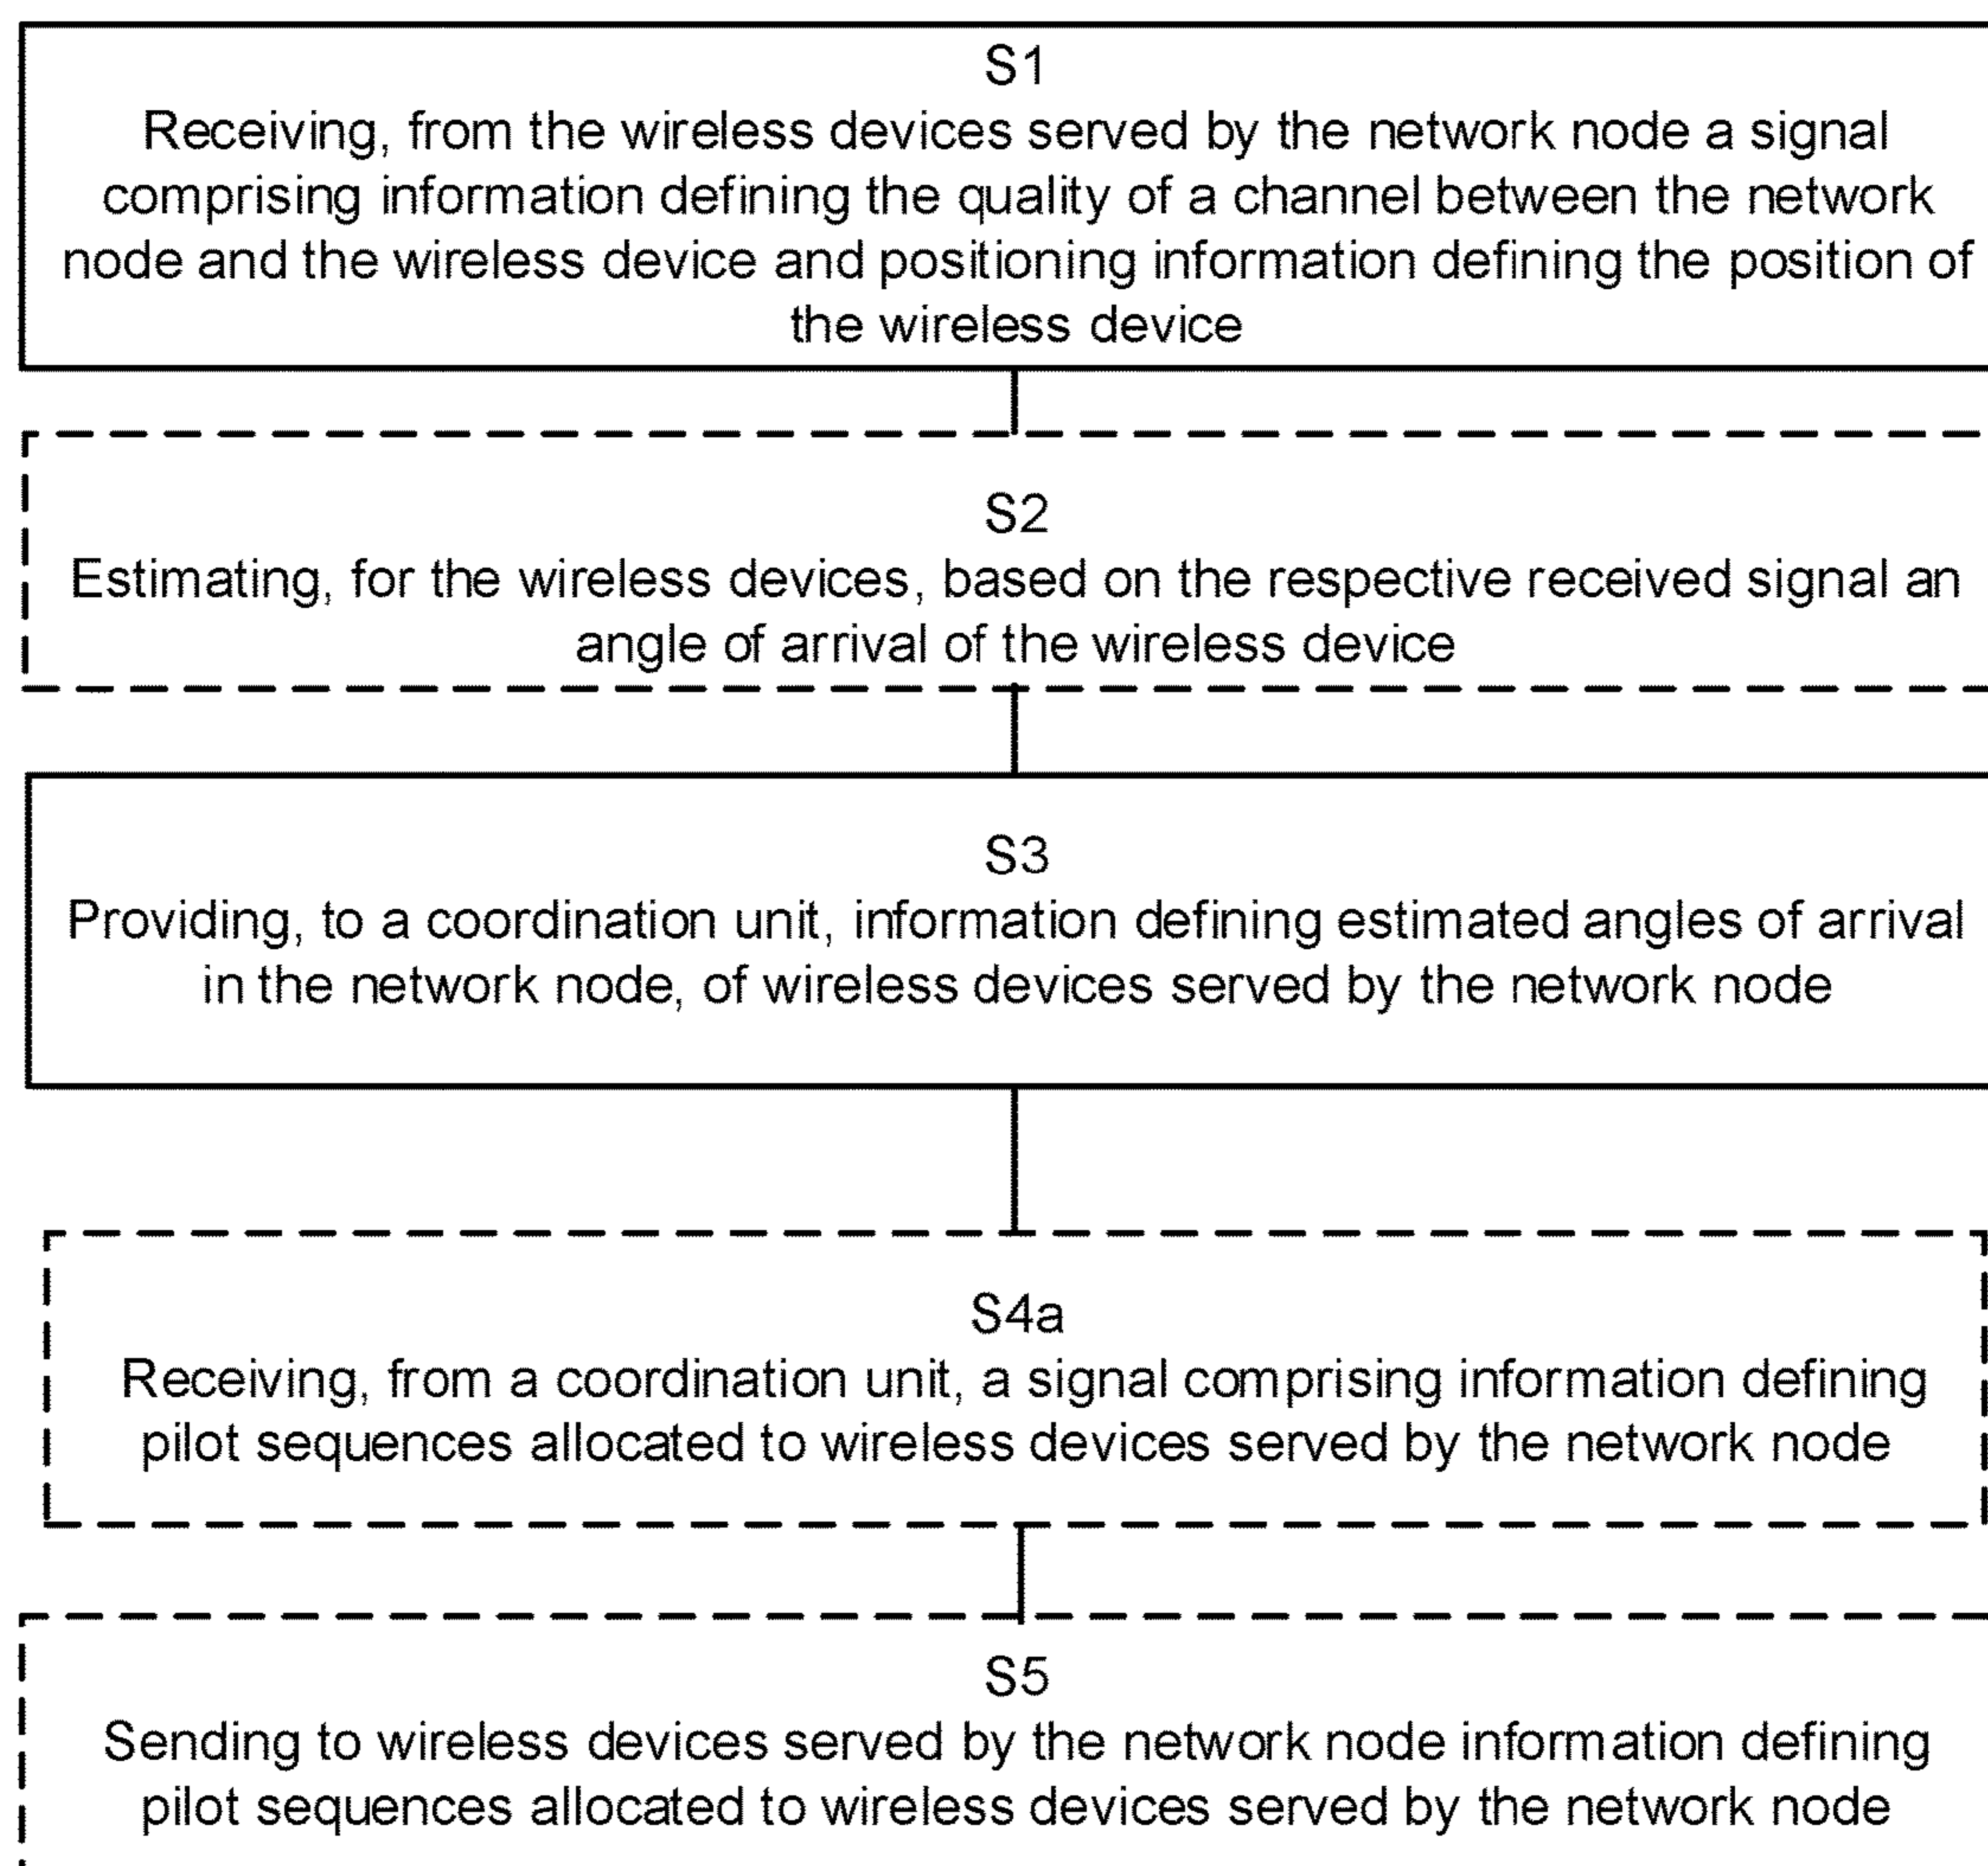 S1
Receiving, from the wireless devices served by the network node a signal
comprising information defining the quality of a channel between the network
node and the wireless device and positioning information defining the position of
the wireless device
S2
Estimating, for the wireless devices, based on the respective received signal an
angle of arrival of the wireless device
S3
Providing, to a coordination unit, information defining estimated angles of arrival
in the network node, of wireless devices served by the network node
S4a
Receiving, from a coordination unit, a signal comprising information defining
pilot sequences allocated to wireless devices served by the network node
S5
Sending to wireless devices served by the network node information defining
pilot sequences allocated to wireless devices served by the network node